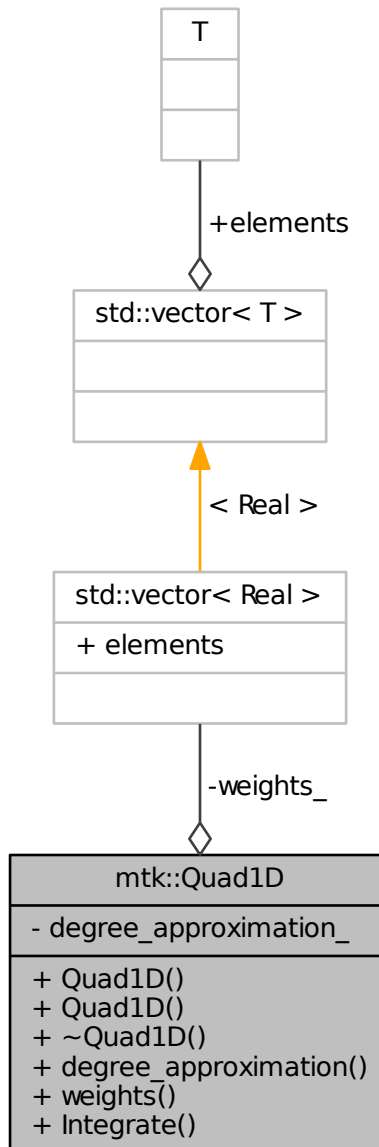 T
+elements
std::vector< T >
< Real >
std::vector< Real >
+ elements
-weights_
mtk::Quad1D
- degree_approximation_
+ Quad1D()
+ Quad1D()
+ ~Quad1D()
+ degree_approximation()
+ weights()
+ Integrate()